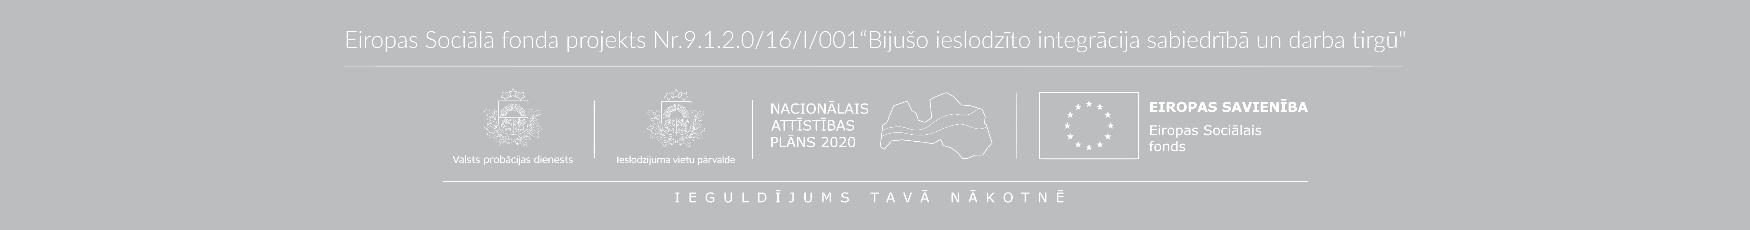 Eiropas Sociālā fonda projekts Nr.9.1.2.0/16/I/001“Bijušo ieslodzīto integrācija sabiedrībā un darba tirgū"
Valsts probācijas dienests
Ieslodzījuma vietu pārvalde
NACIONĀLAIS
ATTĪSTĪBAS
PLĀNS 2020
EIROPAS SAVIENĪBA
Eiropas Sociālais
fonds
IEGULDĪJUMS TAVĀ NĀKOTNĒ